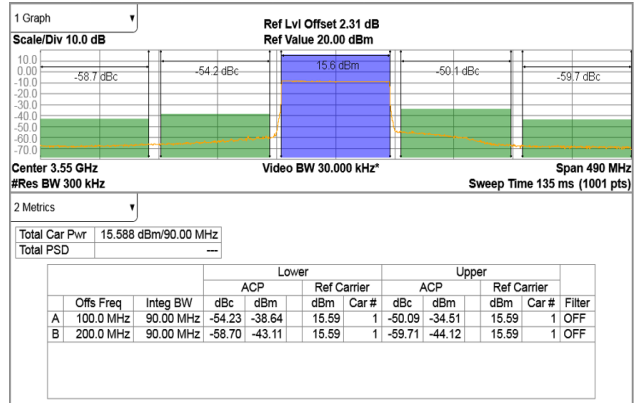 1 Graph
Scale/Div 10.0 dB
Ref Lvl Offset 2.31 dB
Ref Value 20.00 dBm
10.0
0.00
-10.0
-20.0
-30.0
-40.0
-50.0
-60.0
-70.0
-58.7 dBc
-54.2 dBc
15.6 dBm
-50.1 dBc
-59.7 dBc
Center 3.55 GHz
Video BW 30.000 kHz*
Span 490 MHz
#Res BW 300 kHz
Sweep Time 135 ms (1001 pts)
2 Metrics
Total Car Pwr 15.588 dBm/90.00 MHz
Total PSD ---
Lower Upper
ACP Ref Carrier ACP Ref Carrier
Offs Freq Integ BW dBc dBm dBm Car # dBc dBm dBm Car # Filter
A 100.0 MHz 90.00 MHz -54.23 -38.64 15.59 1 -50.09 -34.51 15.59 1 OFF
B 200.0 MHz 90.00 MHz -58.70 -43.11 15.59 1 -59.71 -44.12 15.59 1 OFF